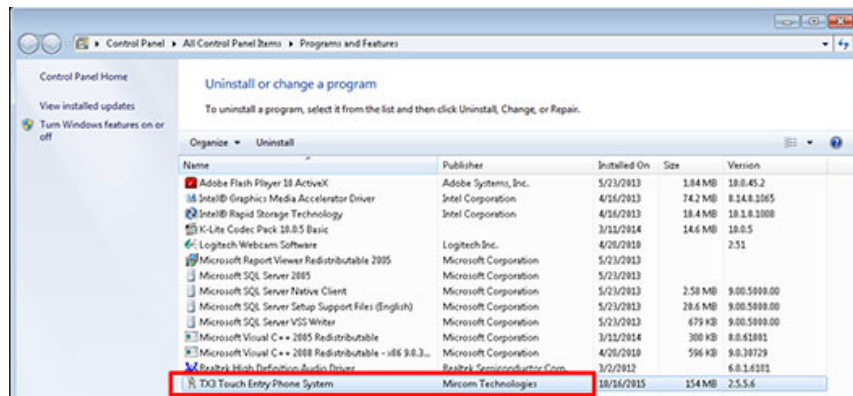 Control Panel ▸ All Control Panel Items ▸ Programs and Features
Control Panel Home
View installed updates
Turn Windows features on or
off
Uninstall or change a program
To uninstall a program, select it from the list and then click Uninstall, Change, or Repair.
Organize Uninstall
Name Publisher Installed On Size Version
Adobe Flash Player 10 ActiveX Adobe Systems, Inc. 5/23/2013 1.84 MB 10.0.45.2
Intel® Graphics Media Accelerator Driver Intel Corporation 4/16/2013 74.2 MB 8.14.8.1065
Intel® Rapid Storage Technology Intel Corporation 4/16/2013 18.4 MB 10.1.0.1008
K-Lite Codec Pack 10.0.5 Basic 3/11/2014 14.6 MB 10.0.5
Logitech Webcam Software Logitech Inc. 4/20/2010 2.51
Microsoft Report Viewer Redistributable 2005 Microsoft Corporation 5/23/2013
Microsoft SQL Server 2005 Microsoft Corporation 5/23/2013
Microsoft SQL Server Native Client Microsoft Corporation 5/23/2013 2.58 MB 9.00.5000.00
Microsoft SQL Server Setup Support Files (English) Microsoft Corporation 5/23/2013 20.6 MB 9.00.5000.00
Microsoft SQL Server VSS Writer Microsoft Corporation 5/23/2013 679 KB 9.00.5000.00
Microsoft Visual C++ 2005 Redistributable Microsoft Corporation 3/11/2014 300 KB 8.0.61001
Microsoft Visual C++ 2008 Redistributable - x86 9.0.3... Microsoft Corporation 4/20/2010 596 KB 9.0.30729
Realtek High Definition Audio Driver Realtek Semiconductor Corp. 3/2/2012 6.0.1.6101
TX3 Touch Entry Phone System Mircom Technologies 10/16/2015 154 MB 2.5.5.6